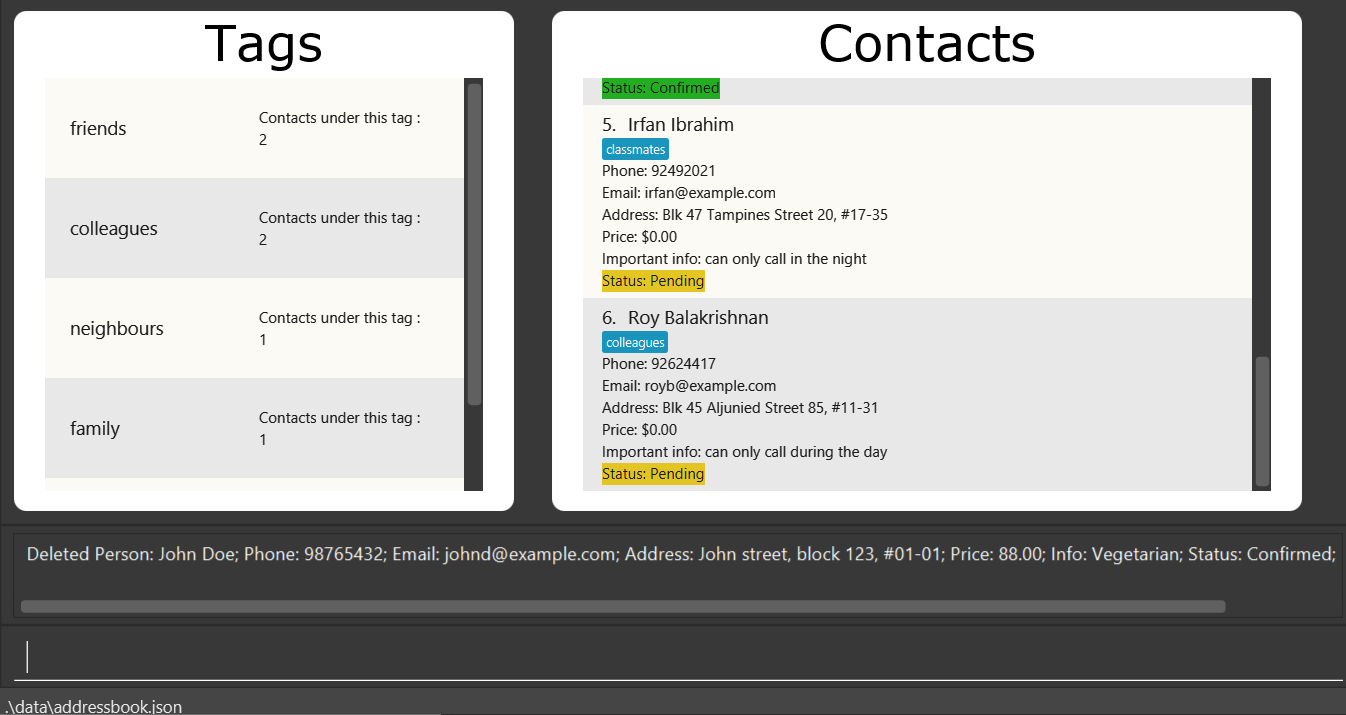 Tags
friends
Contacts under this tag :
2
colleagues
Contacts under this tag :
2
neighbours
Contacts under this tag :
1
family
Contacts under this tag :
1
Contacts
Status: Confirmed
5. Irfan Ibrahim
classmates
Phone: 92492021
Email: irfan@example.com
Address: Blk 47 Tampines Street 20, #17-35
Price: $0.00
Important info: can only call in the night
Status: Pending
6. Roy Balakrishnan
colleagues
Phone: 92624417
Email: royb@example.com
Address: Blk 45 Aljunied Street 85, #11-31
Price: $0.00
Important info: can only call during the day
Status: Pending
Deleted Person: John Doe; Phone: 98765432; Email: johnd@example.com; Address: John street, block 123, #01-01; Price: 88.00; Info: Vegetarian; Status: Confirmed;
.\data\addressbook.json